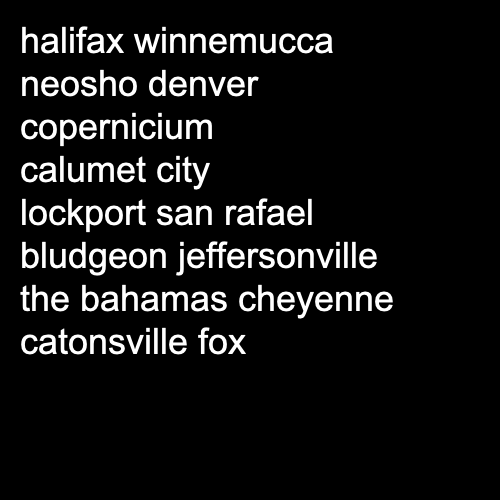 halifax winnemucca
neosho denver
copernicium
calumet city
lockport san rafael
bludgeon jeffersonville
the bahamas cheyenne
catonsville fox